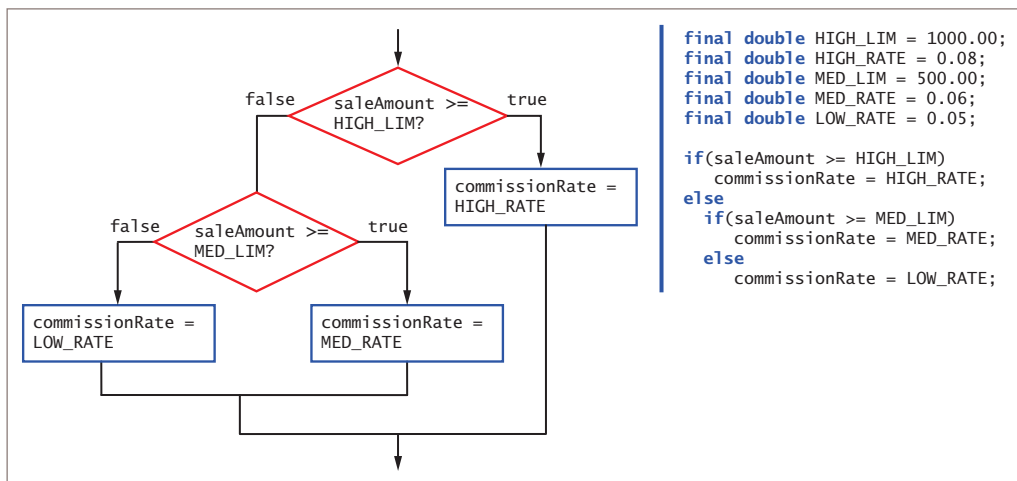 false
saleAmount >=
HIGH_LIM?
true
commissionRate =
HIGH_RATE
false
saleAmount >=
MED_LIM?
true
commissionRate =
LOW_RATE
commissionRate =
MED_RATE
final double HIGH_LIM = 1000.00;
final double HIGH_RATE = 0.08;
final double MED_LIM = 500.00;
final double MED_RATE = 0.06;
final double LOW_RATE = 0.05;
if(saleAmount >= HIGH_LIM)
   commissionRate = HIGH_RATE;
else
  if(saleAmount >= MED_LIM)
     commissionRate = MED_RATE;
  else
     commissionRate = LOW_RATE;